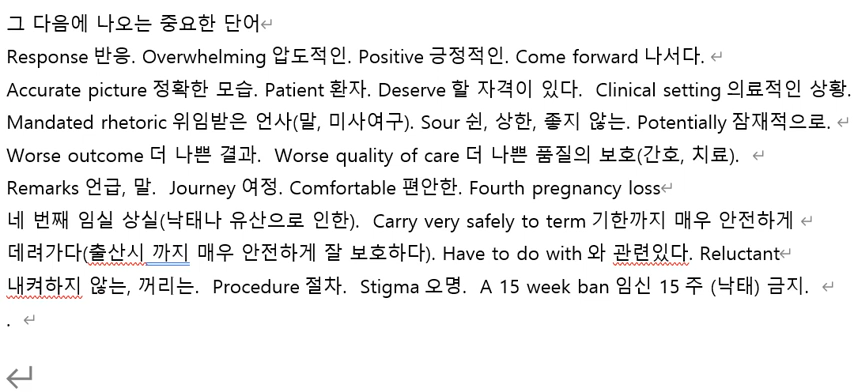 그 다음에 나오는 중요한 단어
Response 반응. Overwhelming 압도적인. Positive 긍정적인. Come forward 나서다.
Accurate picture 정확한 모습. Patient 환자. Deserve 할 자격이 있다. Clinical setting 의료적인 상황.
Mandated rhetoric 위임받은 언사(말, 미사여구). Sour 쉰, 상한, 좋지 않는. Potentially 잠재적으로.
Worse outcome 더 나쁜 결과. Worse quality of care 더 나쁜 품질의 보호(간호, 치료).
Remarks 언급, 말. Journey 여정. Comfortable 편안한. Fourth pregnancy loss
네 번째 임실 상실(낙태나 유산으로 인한). Carry very safely to term 기한까지 매우 안전하게
데려가다(출산시 까지 매우 안전하게 잘 보호하다). Have to do with 와 관련있다. Reluctant
내켜하지 않는, 꺼리는. Procedure 절차. Stigma 오명. A 15 week ban 임신 15 주 (낙태) 금지.
.